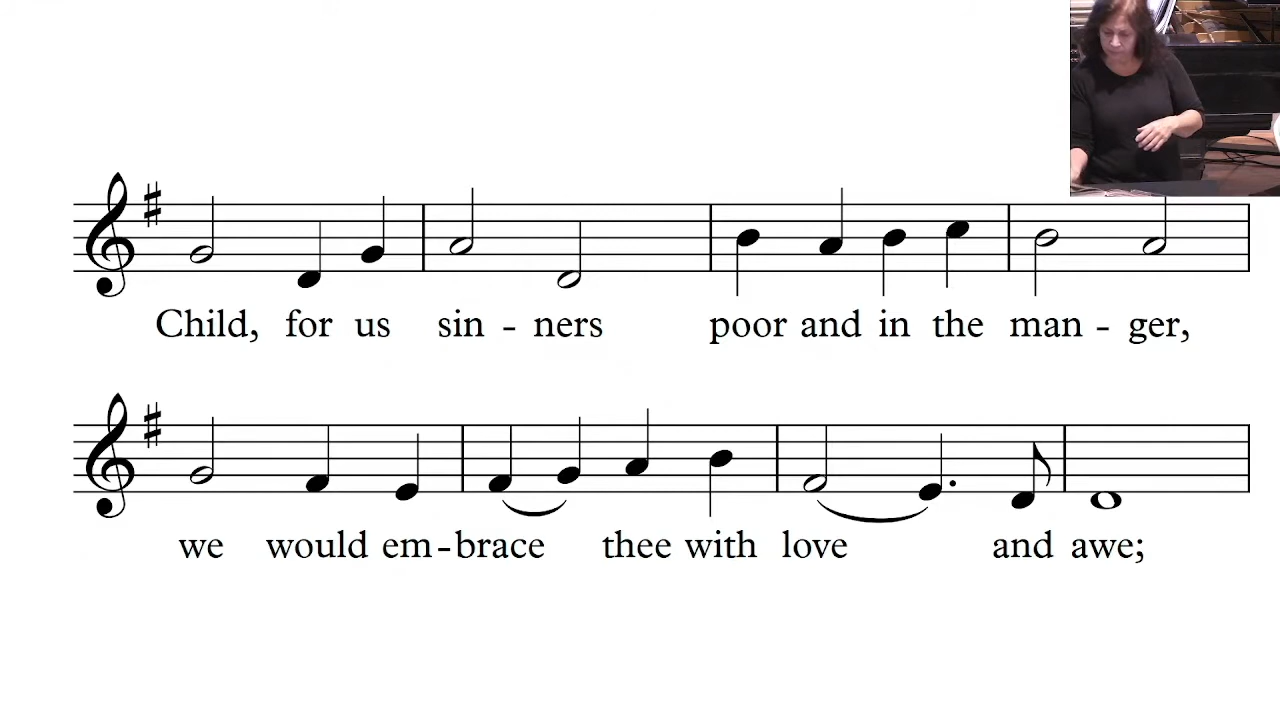 Child, for us sin - ners poor and in the man - ger,
we would em - brace thee with love and awe;